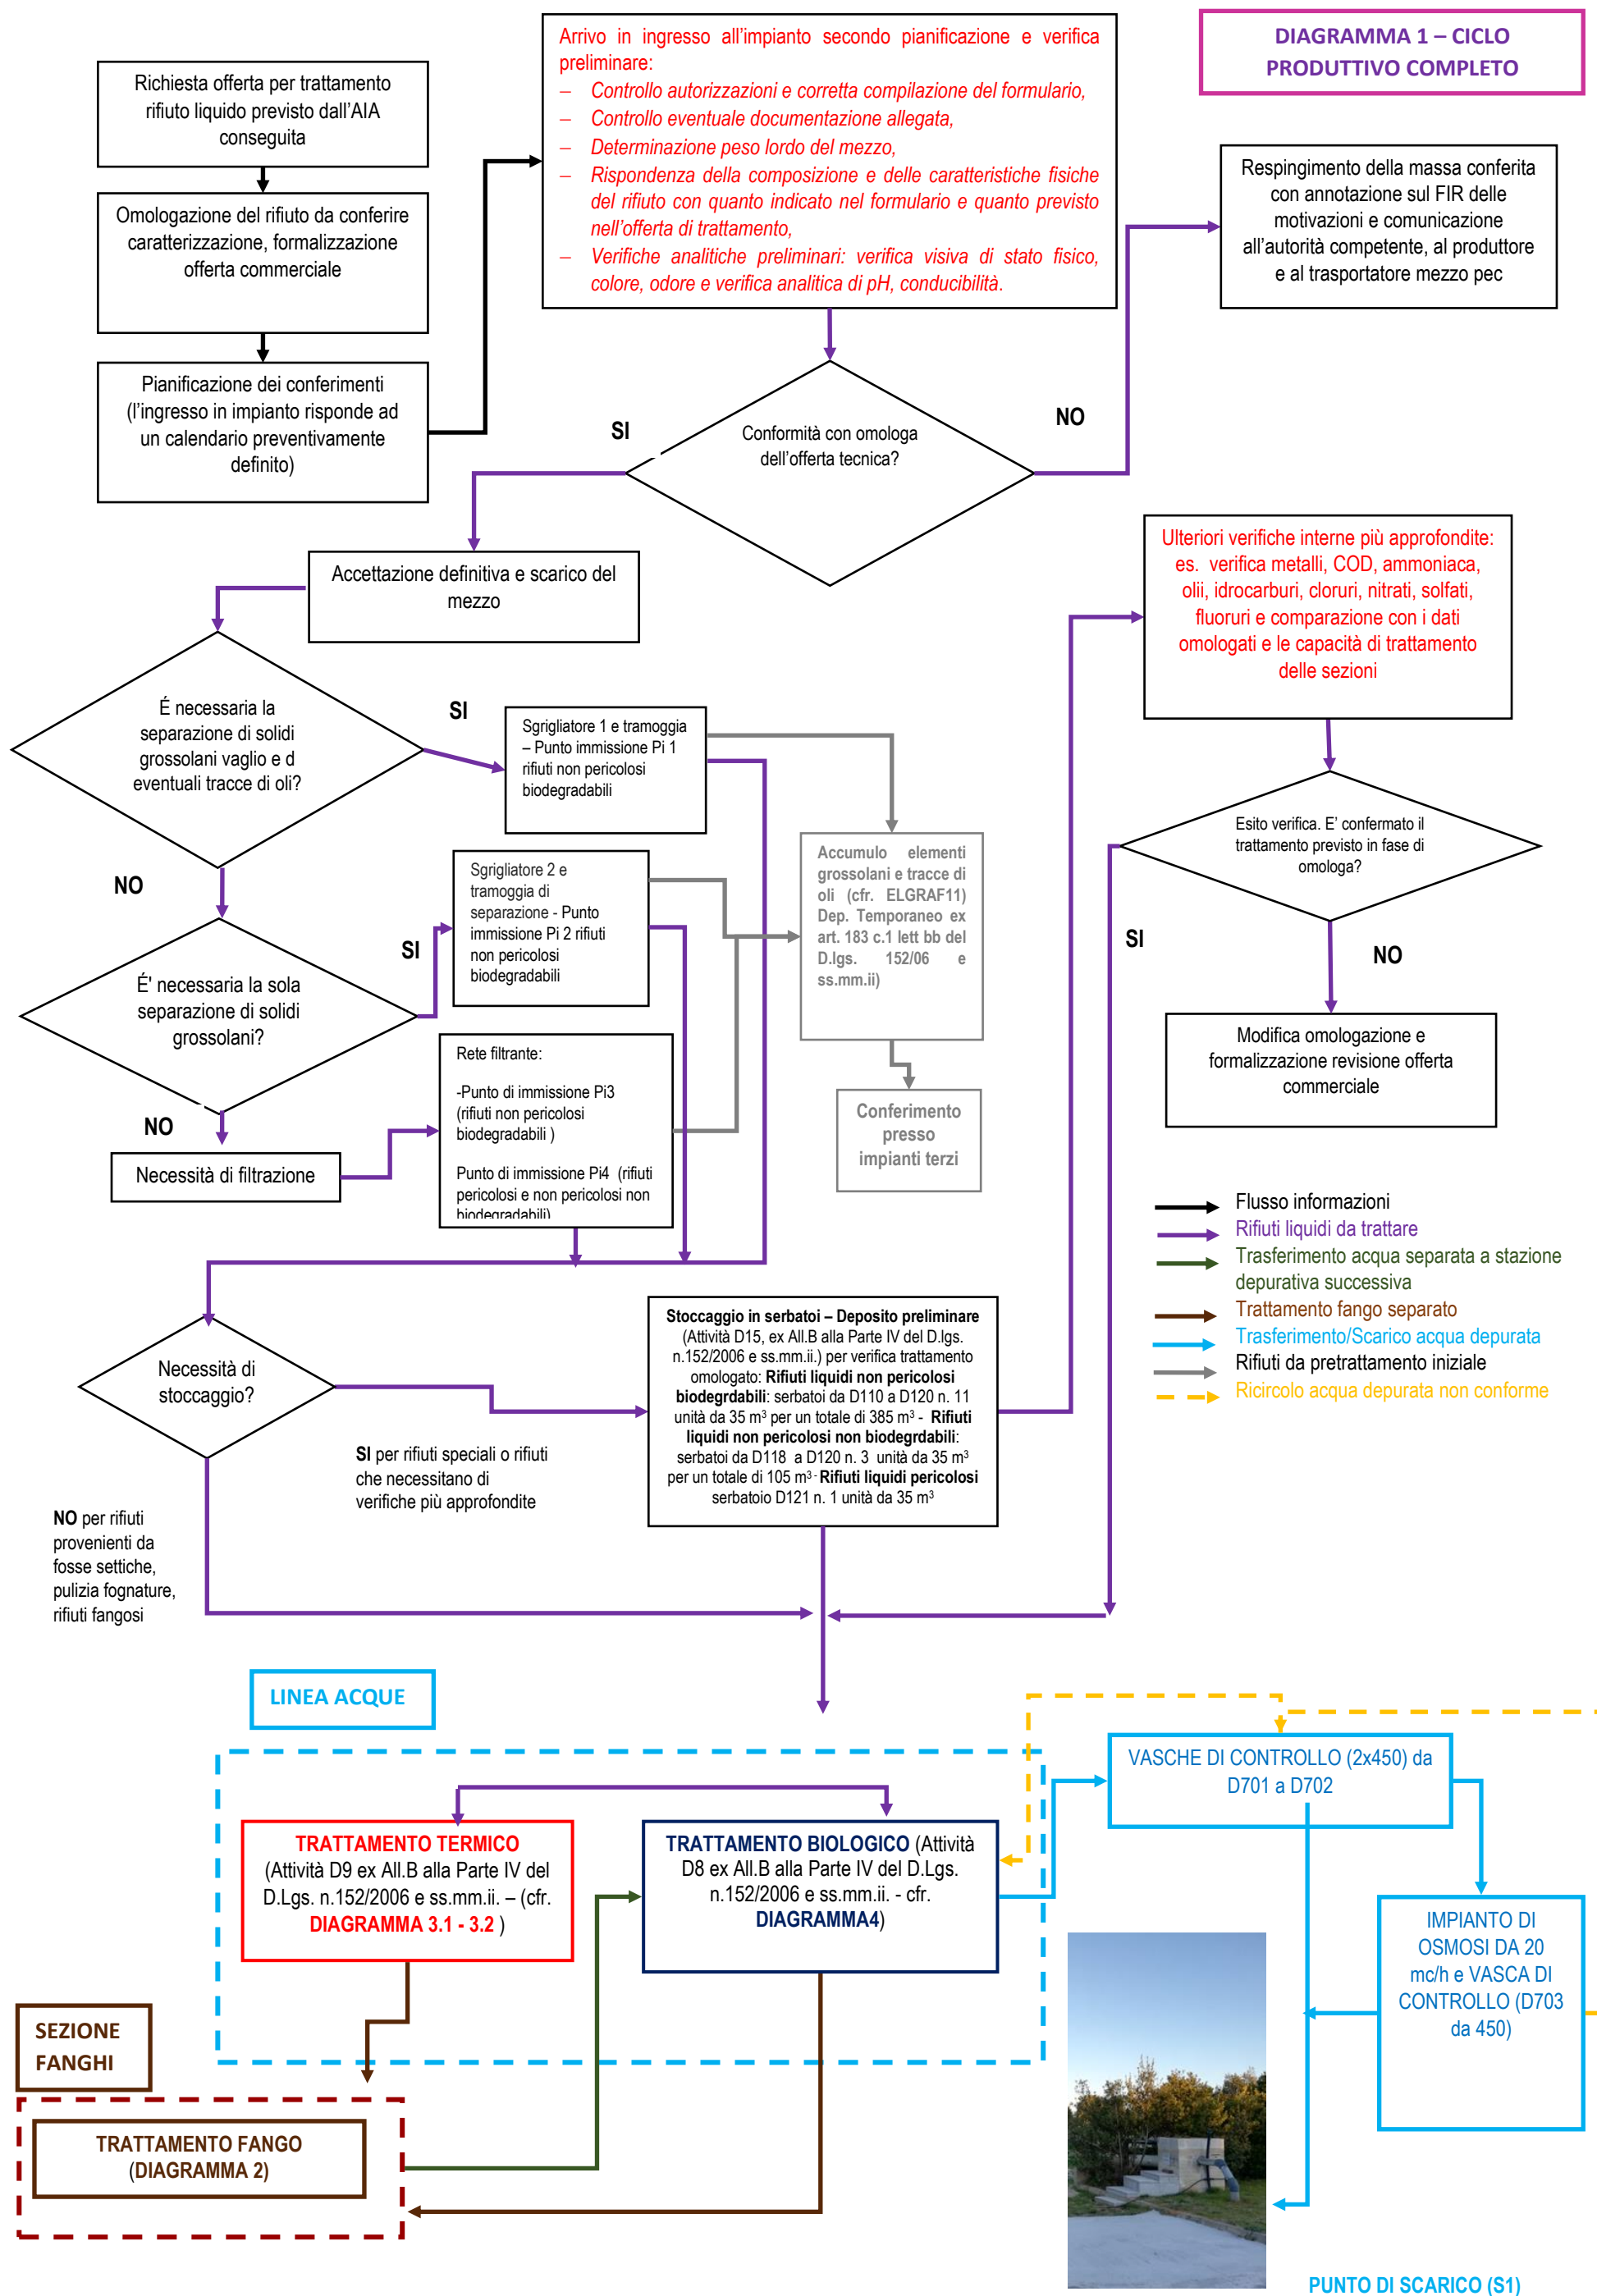 DIAGRAMMA 1 – CICLO
PRODUTTIVO COMPLETO
Richiesta offerta per trattamento
rifiuto liquido previsto dall'AIA
conseguita
Omologazione del rifiuto da conferire
caratterizzazione, formalizzazione
offerta commerciale
Pianificazione dei conferimenti
(l'ingresso in impianto risponde ad
un calendario preventivamente
definito)
Arrivo in ingresso all'impianto secondo pianificazione e verifica
preliminare:
– Controllo autorizzazioni e corretta compilazione del formulario,
– Controllo eventuale documentazione allegata,
– Determinazione peso lordo del mezzo,
– Rispondenza della composizione e delle caratteristiche fisiche
del rifiuto con quanto indicato nel formulario e quanto previsto
nell'offerta di trattamento,
– Verifiche analitiche preliminari: verifica visiva di stato fisico,
colore, odore e verifica analitica di pH, conducibilità.
Respingimento della massa conferita
con annotazione sul FIR delle
motivazioni e comunicazione
all'autorità competente, al produttore
e al trasportatore mezzo pec
SI
Conformità con omologa
dell'offerta tecnica?
NO
Accettazione definitiva e scarico del
mezzo
Ulteriori verifiche interne più approfondite:
es. verifica metalli, COD, ammoniaca,
olii, idrocarburi, cloruri, nitrati, solfati,
fluoruri e comparazione con i dati
omologati e le capacità di trattamento
delle sezioni
É necessaria la
separazione di solidi
grossolani vaglio e d
eventuali tracce di oli?
SI
Sgrigliatore 1 e tramoggia
– Punto immissione Pi 1
rifiuti non pericolosi
biodegradabili
NO
Sgrigliatore 2 e
tramoggia di
separazione - Punto
immissione Pi 2 rifiuti
non pericolosi
biodegradabili
Accumulo elementi
grossolani e tracce di
oli (cfr. ELGRAF11)
Dep. Temporaneo ex
art. 183 c.1 lett bb del
D.lgs. 152/06 e
ss.mm.ii)
Esito verifica. E' confermato il
trattamento previsto in fase di
omologa?
SI
NO
É' necessaria la sola
separazione di solidi
grossolani?
SI
NO
Rete filtrante:
-Punto di immissione Pi3
(rifiuti non pericolosi
biodegradabili )
Punto di immissione Pi4 (rifiuti
pericolosi e non pericolosi non
biodegradabili)
Conferimento
presso
impianti terzi
Modifica omologazione e
formalizzazione revisione offerta
commerciale
Necessità di filtrazione
Flusso informazioni
Rifiuti liquidi da trattare
Trasferimento acqua separata a stazione
depurativa successiva
Trattamento fango separato
Trasferimento/Scarico acqua depurata
Rifiuti da pretrattamento iniziale
Ricircolo acqua depurata non conforme
Necessità di
stoccaggio?
SI per rifiuti speciali o rifiuti
che necessitano di
verifiche più approfondite
NO per rifiuti
provenienti da
fosse settiche,
pulizia fognature,
rifiuti fangosi
Stoccaggio in serbatoi – Deposito preliminare
(Attività D15, ex All.B alla Parte IV del D.lgs.
n.152/2006 e ss.mm.ii.) per verifica trattamento
omologato: Rifiuti liquidi non pericolosi
biodegrdabili: serbatoi da D110 a D120 n. 11
unità da 35 m³ per un totale di 385 m³ - Rifiuti
liquidi non pericolosi non biodegrdabili:
serbatoi da D118 a D120 n. 3 unità da 35 m³
per un totale di 105 m³ - Rifiuti liquidi pericolosi
serbatoio D121 n. 1 unità da 35 m³
LINEA ACQUE
VASCHE DI CONTROLLO (2x450) da
D701 a D702
TRATTAMENTO TERMICO
(Attività D9 ex All.B alla Parte IV del
D.Lgs. n.152/2006 e ss.mm.ii. – (cfr.
DIAGRAMMA 3.1 - 3.2 )
TRATTAMENTO BIOLOGICO (Attività
D8 ex All.B alla Parte IV del D.Lgs.
n.152/2006 e ss.mm.ii. - cfr.
DIAGRAMMA4)
IMPIANTO DI
OSMOSI DA 20
mc/h e VASCA DI
CONTROLLO (D703
da 450)
SEZIONE
FANGHI
TRATTAMENTO FANGO
(DIAGRAMMA 2)
PUNTO DI SCARICO (S1)